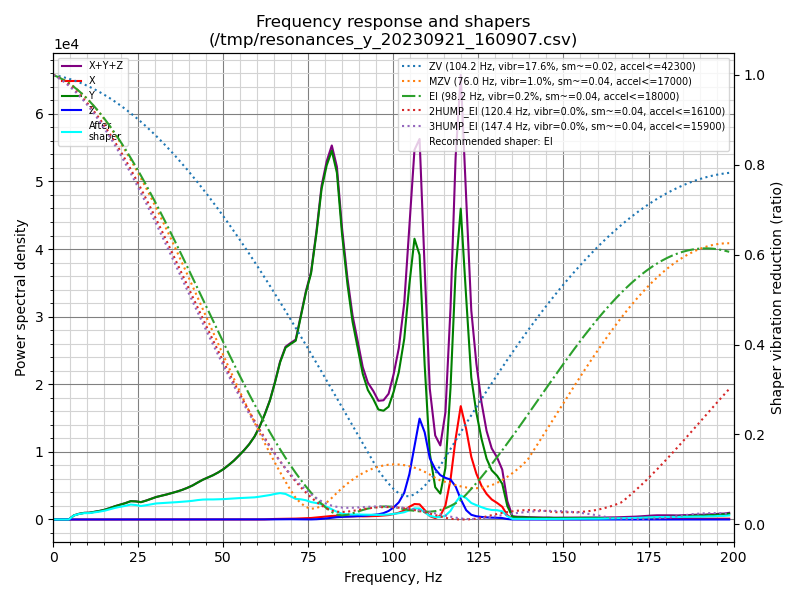 Frequency response and shapers
(/tmp/resonances_y_20230921_160907.csv)
1e4
X+Y+Z
X
Y
Z
After
shaper
ZV (104.2 Hz, vibr=17.6%, sm~=0.02, accel<=42300)
MZV (76.0 Hz, vibr=1.0%, sm~=0.04, accel<=17000)
EI (98.2 Hz, vibr=0.2%, sm~=0.04, accel<=18000)
2HUMP_EI (120.4 Hz, vibr=0.0%, sm~=0.04, accel<=16100)
3HUMP_EI (147.4 Hz, vibr=0.0%, sm~=0.04, accel<=15900)
Recommended shaper: EI
Power spectral density
6
5
4
3
2
1
0
Shaper vibration reduction (ratio)
1.0
0.8
0.6
0.4
0.2
0.0
0 25 50 75 100 125 150 175 200
Frequency, Hz